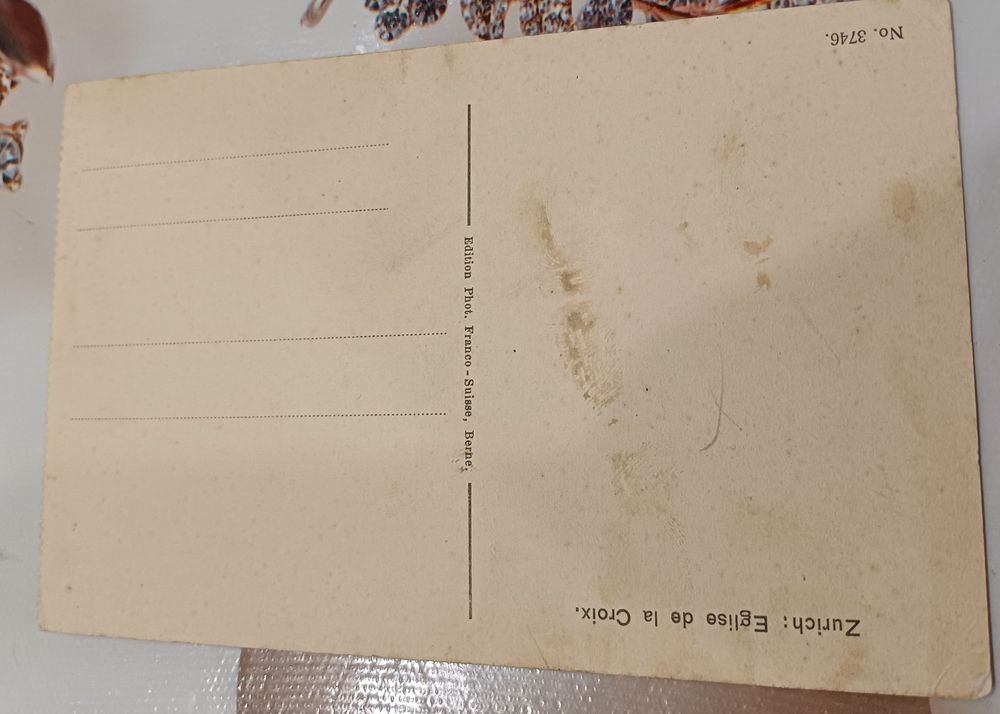 Zurich: Eglise de la Croix.
Edition Phot. Franco-Suisse, Berne.
No. 3746.